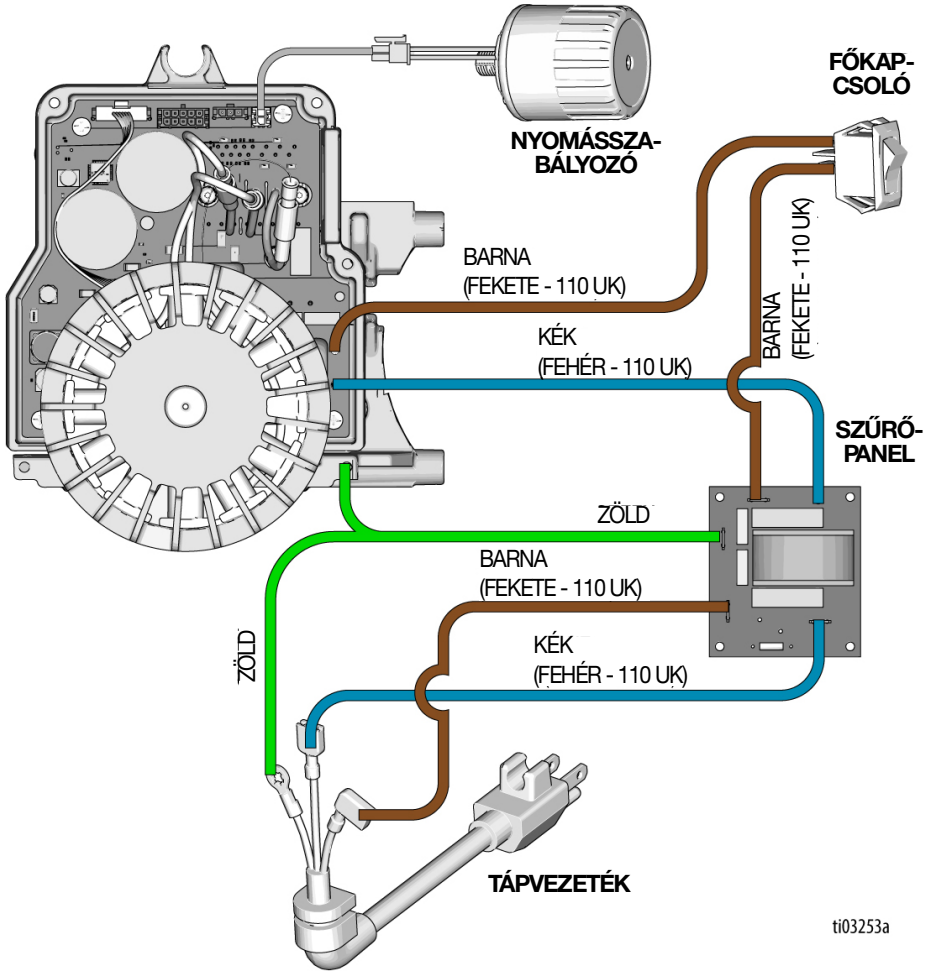 FŐKAP-
CSOLÓ
NYOMÁSSZA-
BÁLYOZÓ
BARNA
(FEKETE - 110 UK)
BARNA
(FEKETE - 110 UK)
KÉK
(FEHÉR - 110 UK)
SZŰRŐ-
PANEL
ZÖLD
BARNA
(FEKETE - 110 UK)
ZÖLD
KÉK
(FEHÉR - 110 UK)
TÁPVEZETÉK
ti03253a